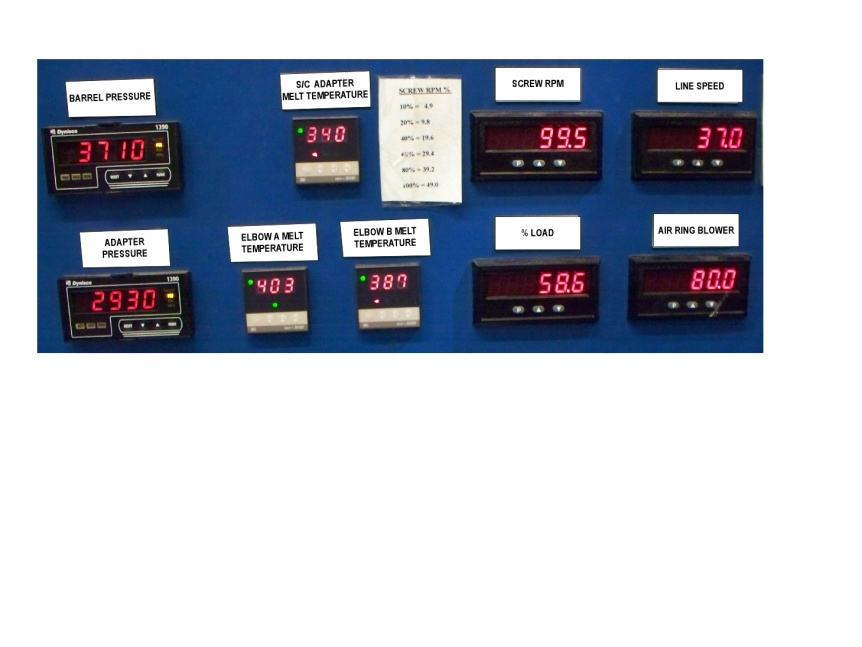 BARREL PRESSURE
Dynisco 1390
3710
S/C ADAPTER
MELT TEMPERATURE
340
SCREW RPM %
10% = 4.9
20% = 9.8
40% = 19.6
60% = 29.4
80% = 39.2
100% = 49.0
SCREW RPM
99.5
P
LINE SPEED
37.0
P
ADAPTER
PRESSURE
Dynisco 1390
2930
RESET MENU
ELBOW A MELT
TEMPERATURE
403
ELBOW B MELT
TEMPERATURE
387
% LOAD
58.6
P
AIR RING BLOWER
80.0
P